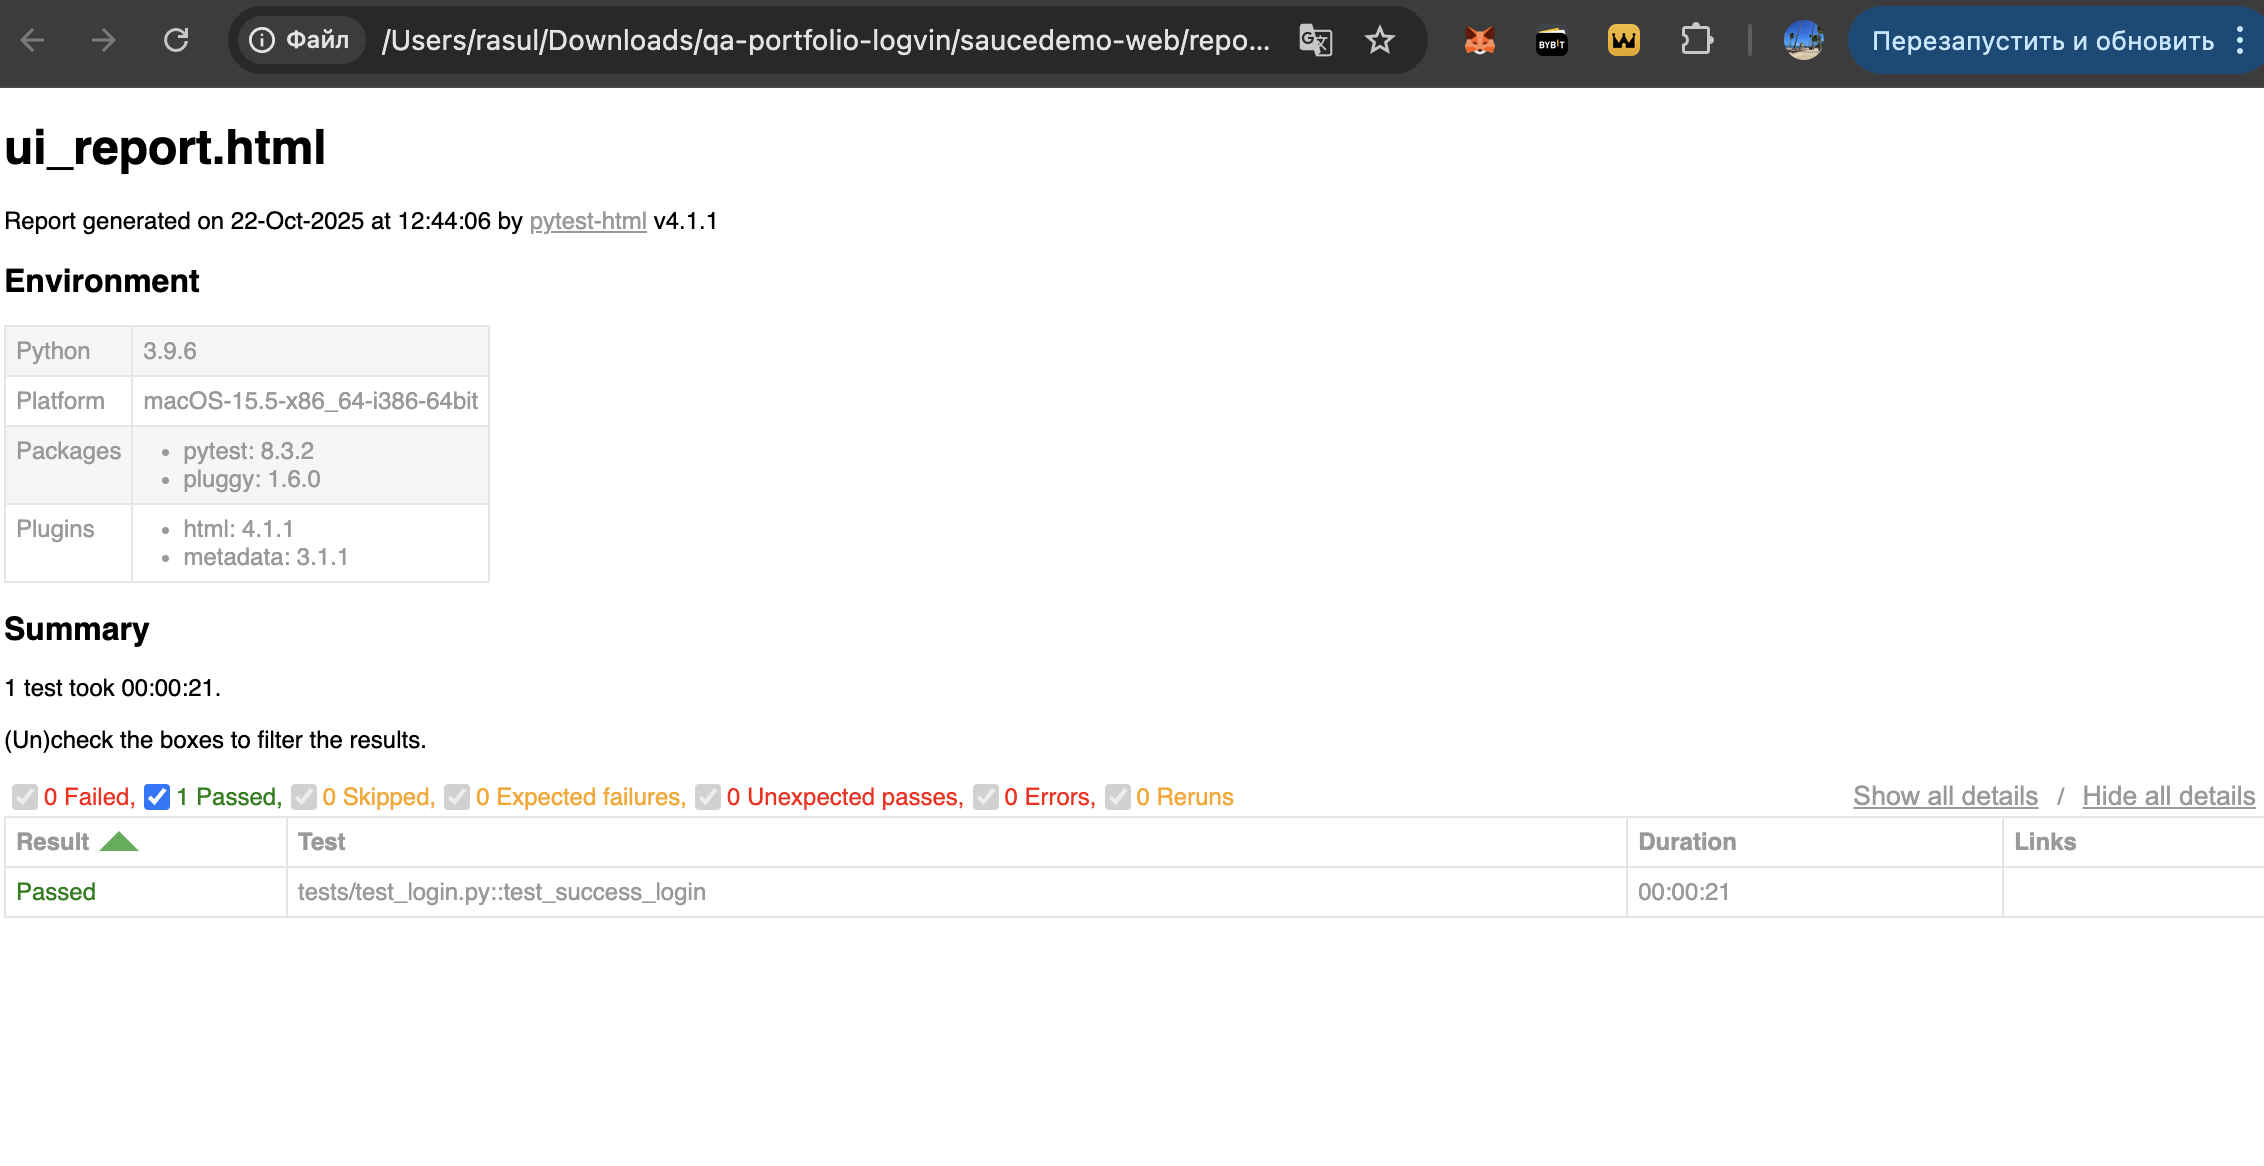 Файл
/Users/rasul/Downloads/qa-portfolio-logvin/saucedemo-web/repo...
BYBIT
Перезапустить и обновить
ui_report.html
Report generated on 22-Oct-2025 at 12:44:06 by pytest-html v4.1.1
Environment
Python 3.9.6
Platform macOS-15.5-x86_64-i386-64bit
Packages
pytest: 8.3.2
pluggy: 1.6.0
Plugins
html: 4.1.1
metadata: 3.1.1
Summary
1 test took 00:00:21.
(Un)check the boxes to filter the results.
0 Failed, 1 Passed, 0 Skipped, 0 Expected failures, 0 Unexpected passes, 0 Errors, 0 Reruns
Show all details / Hide all details
Result Test Duration Links
Passed tests/test_login.py::test_success_login 00:00:21